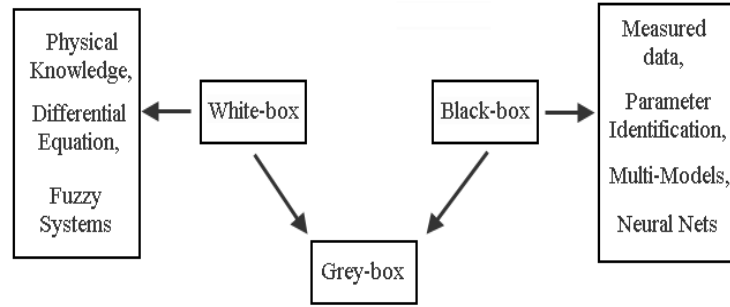 Physical
Knowledge,
Differential
Equation,
Fuzzy
Systems
White-box
Black-box
Measured
data,
Parameter
Identification,
Multi-Models,
Neural Nets
Grey-box